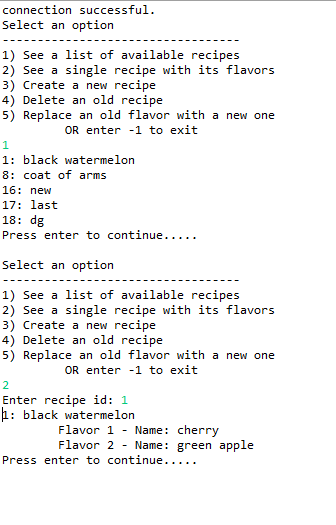 connection successful.
Select an option
----------------------------------
1) See a list of available recipes
2) See a single recipe with its flavors
3) Create a new recipe
4) Delete an old recipe
5) Replace an old flavor with a new one
OR enter -1 to exit
1
1: black watermelon
8: coat of arms
16: new
17: last
18: dg
Press enter to continue.....
Select an option
----------------------------------
1) See a list of available recipes
2) See a single recipe with its flavors
3) Create a new recipe
4) Delete an old recipe
5) Replace an old flavor with a new one
OR enter -1 to exit
2
Enter recipe id: 1
1: black watermelon
Flavor 1 - Name: cherry
Flavor 2 - Name: green apple
Press enter to continue.....